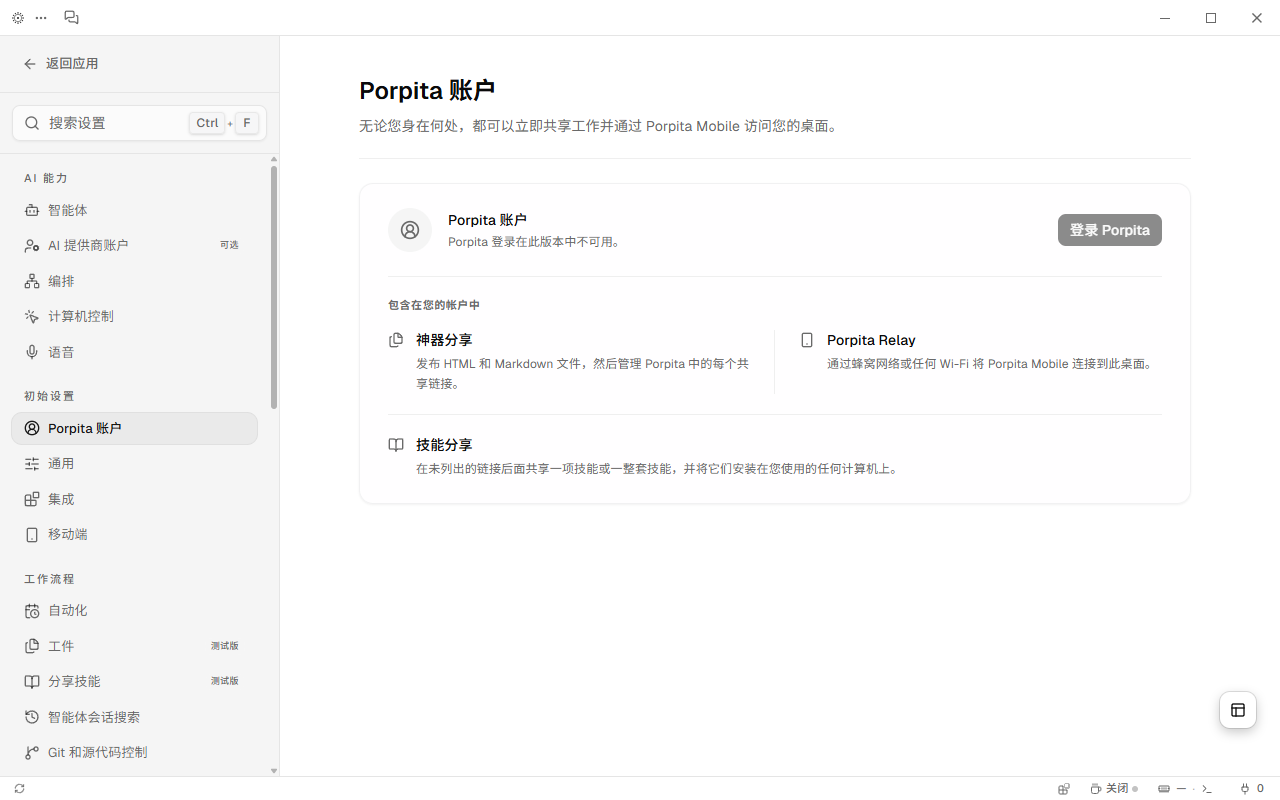 返回应用
搜索设置 Ctrl + F
AI 能力
智能体
AI 提供商账户 可选
编排
计算机控制
语音
初始设置
Porpita 账户
通用
集成
移动端
工作流程
自动化
工件 测试版
分享技能 测试版
智能体会话搜索
Git 和源代码控制
Porpita 账户
无论您身在何处，都可以立即共享工作并通过 Porpita Mobile 访问您的桌面。
Porpita 账户
Porpita 登录在此版本中不可用。
登录 Porpita
包含在您的帐户中
神器分享
发布 HTML 和 Markdown 文件，然后管理 Porpita 中的每个共
享链接。
Porpita Relay
通过蜂窝网络或任何 Wi-Fi 将 Porpita Mobile 连接到此桌面。
技能分享
在未列出的链接后面共享一项技能或一整套技能，并将它们安装在您使用的任何计算机上。
关闭 — · 0